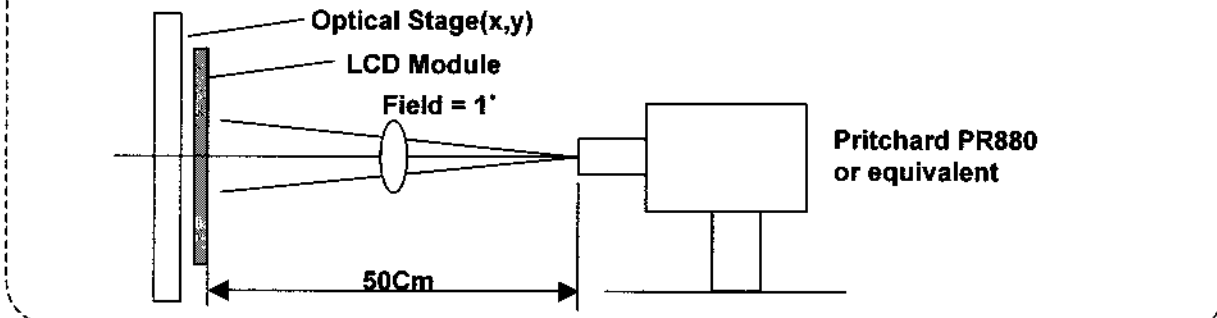 Optical Stage(x,y)
LCD Module
Field = 1˚
Pritchard PR880
or equivalent
50Cm